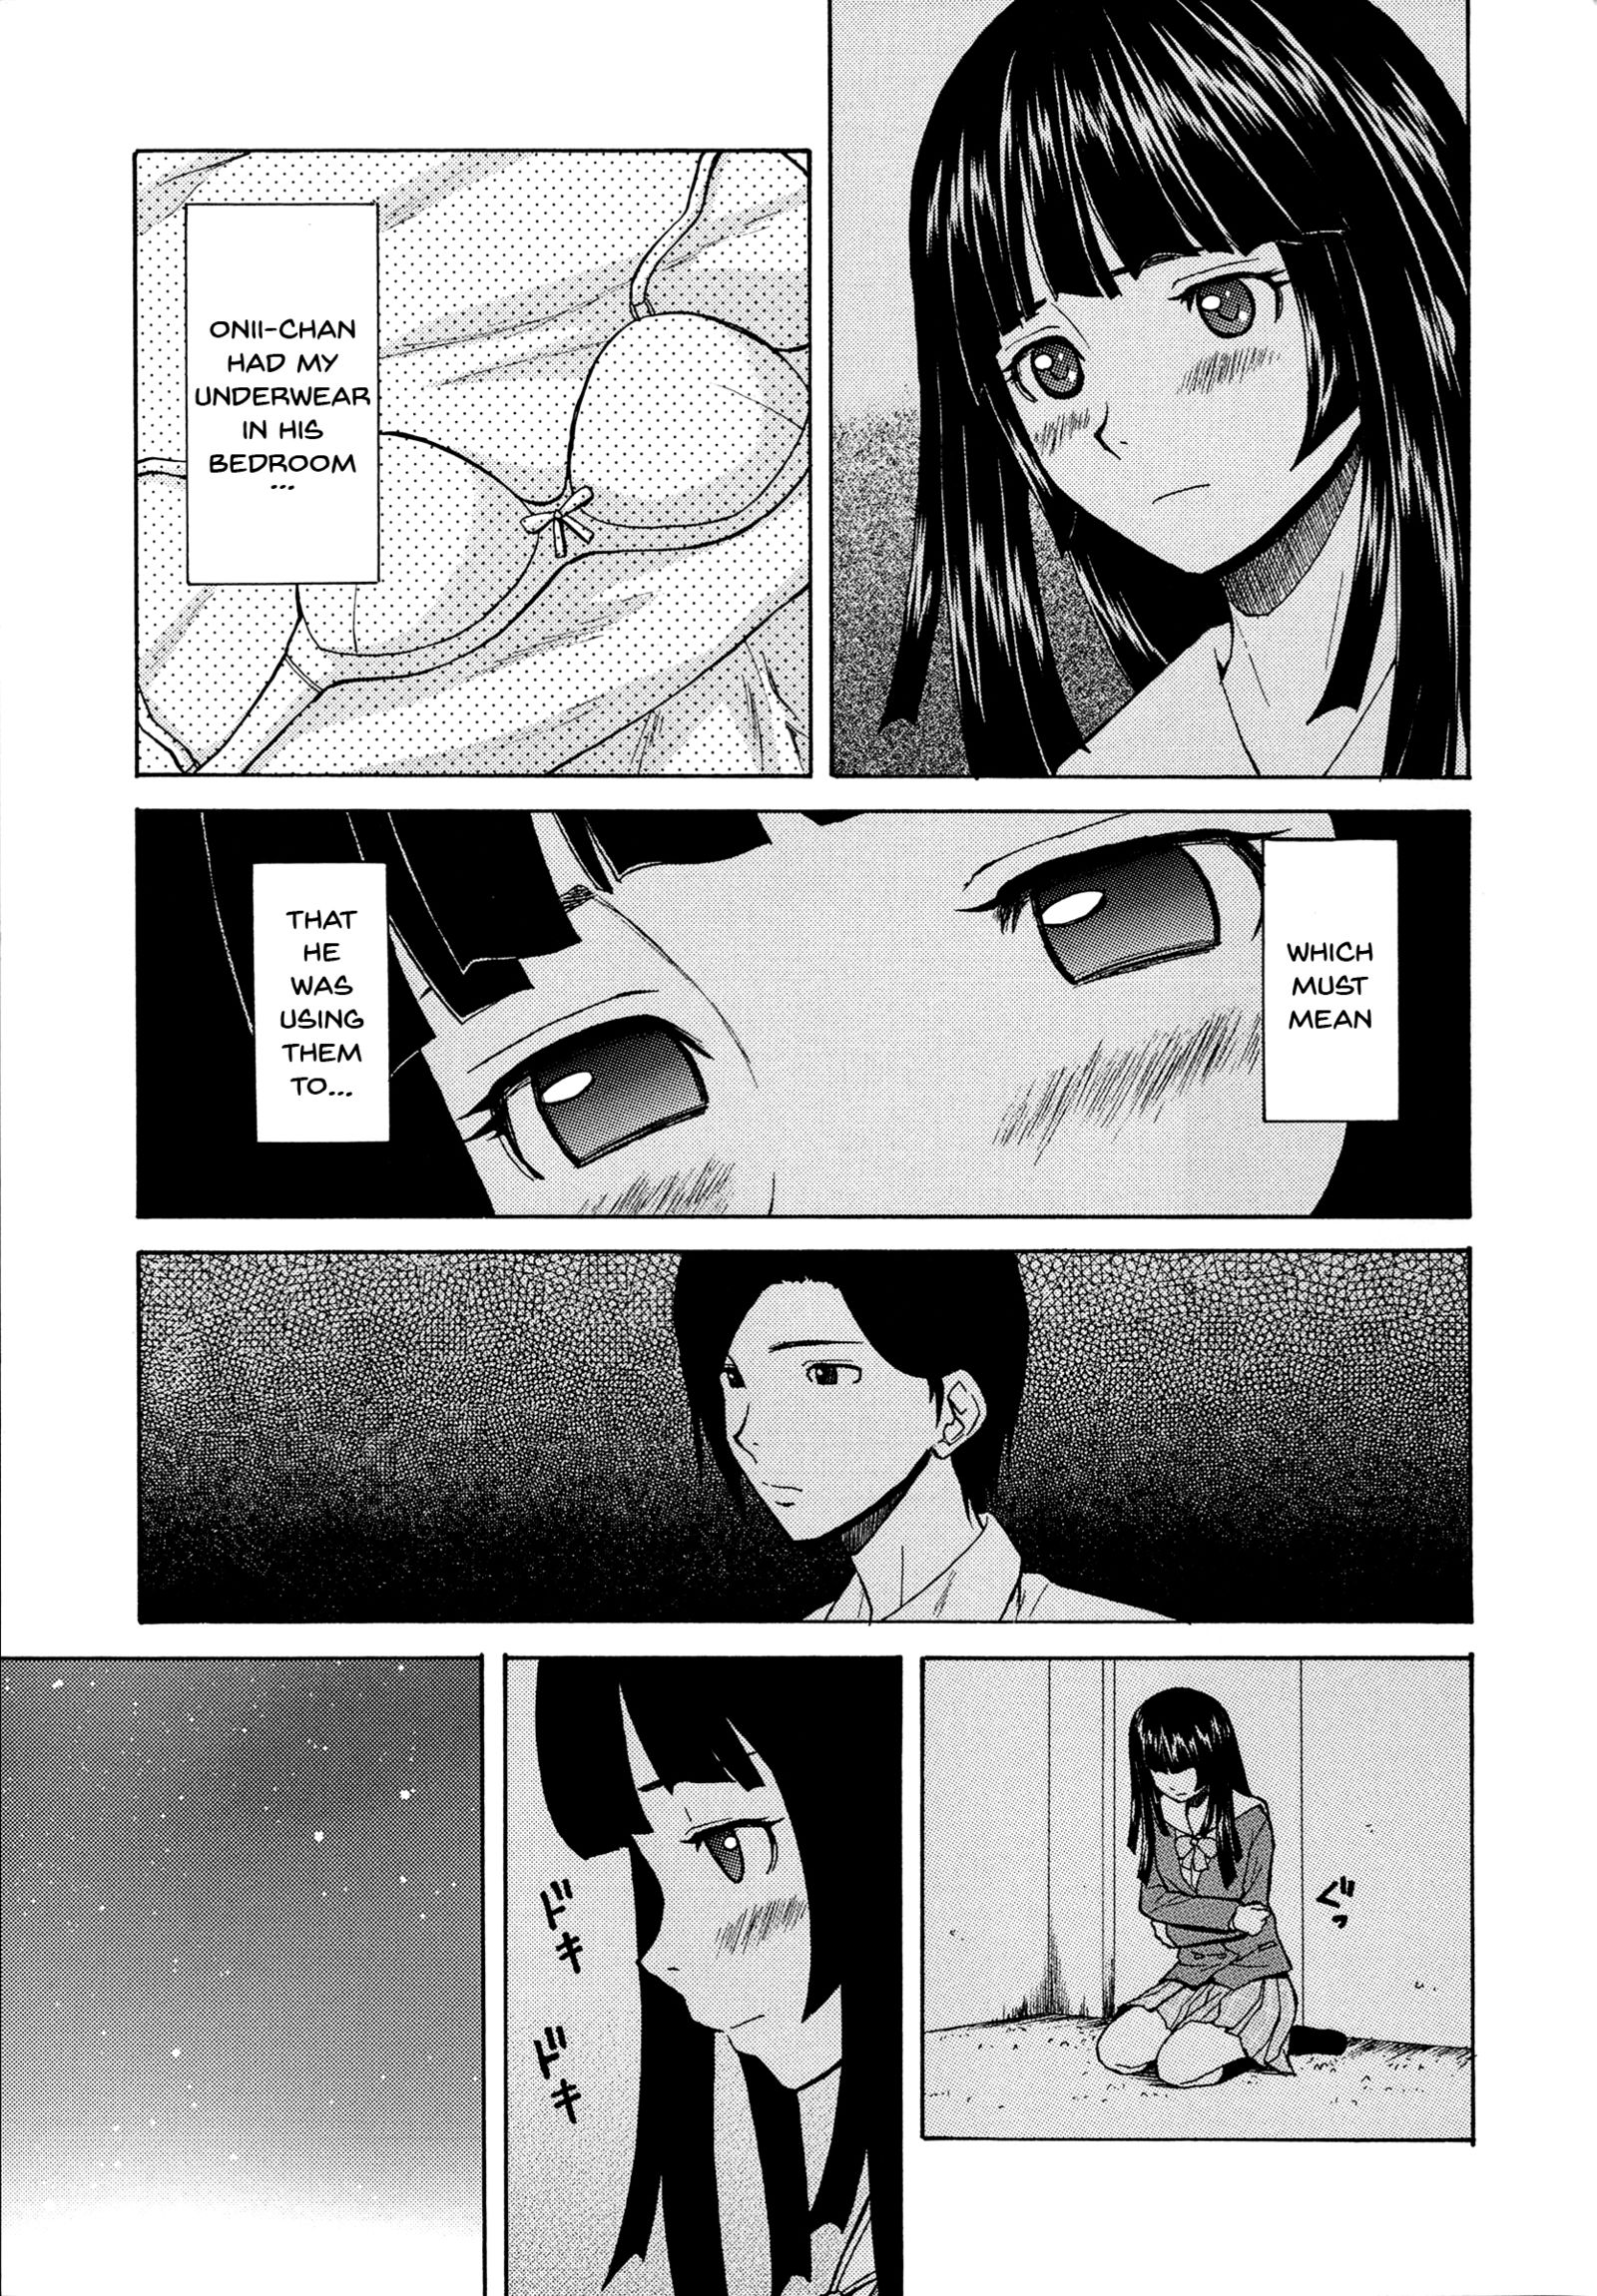 ONII-CHAN
HAD MY
UNDERWEAR
IN HIS
BEDROOM
...
WHICH
MUST
MEAN
THAT
HE
WAS
USING
THEM
TO...
ぐっ
ドキ
ドキ